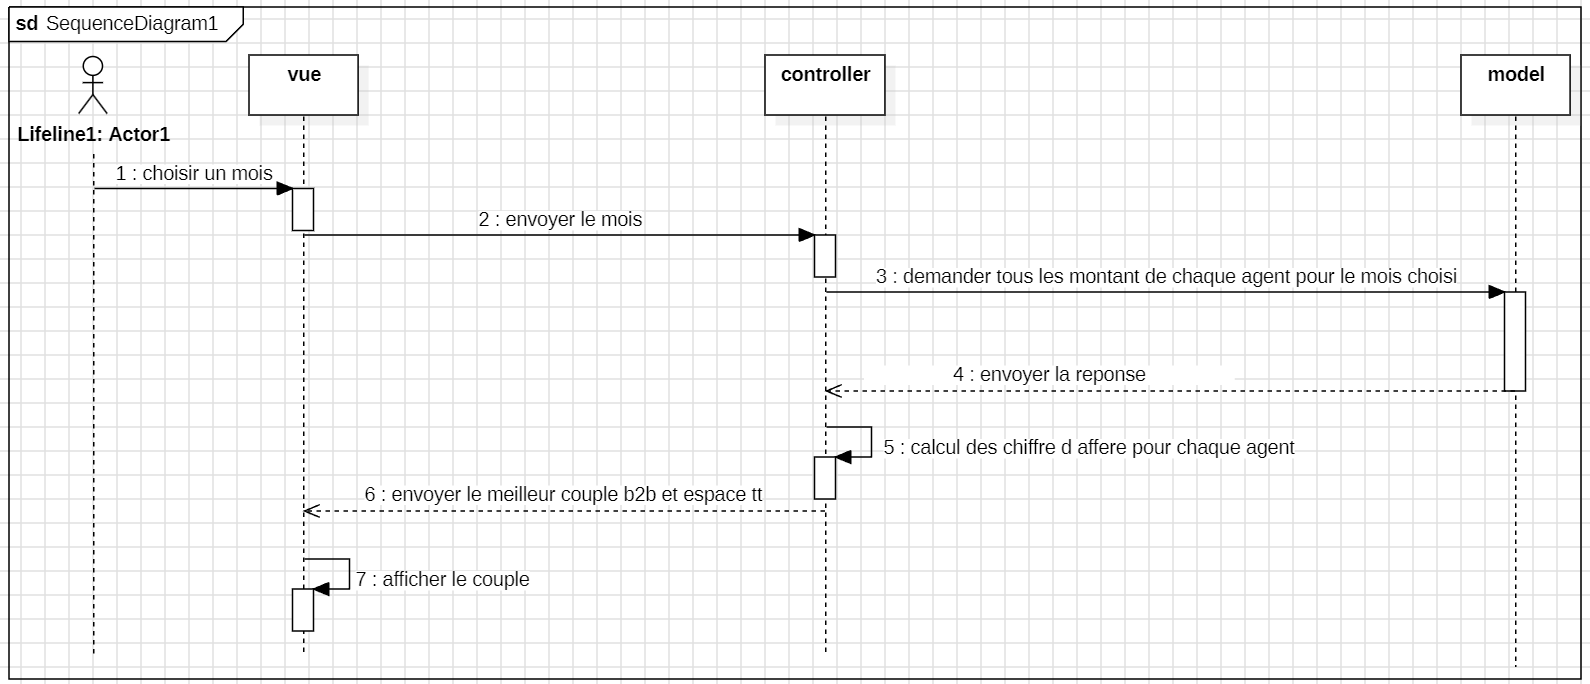 sd SequenceDiagram1
vue
controller
model
Lifeline1: Actor1
1 : choisir un mois
2 : envoyer le mois
3 : demander tous les montant de chaque agent pour le mois choisi
4 : envoyer la reponse
5 : calcul des chiffre d affere pour chaque agent
6 : envoyer le meilleur couple b2b et espace tt
7 : afficher le couple